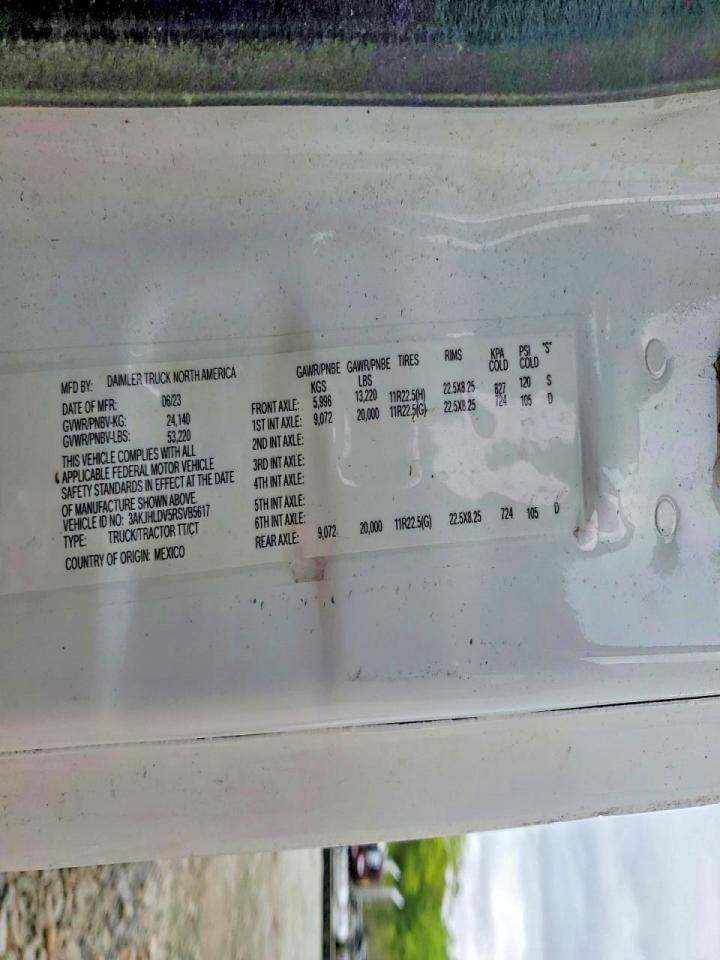 MFD BY: DAIMLER TRUCK NORTH AMERICA
DATE OF MFR: 06/23
GVWR/PNBV-KG: 24,140
GVWR/PNBV-LBS: 53,220
THIS VEHICLE COMPLIES WITH ALL
APPLICABLE FEDERAL MOTOR VEHICLE
SAFETY STANDARDS IN EFFECT AT THE DATE
OF MANUFACTURE SHOWN ABOVE.
VEHICLE ID NO: 3AKJHLDV5RSVB5617
TYPE: TRUCK/TRACTOR TT/CT
COUNTRY OF ORIGIN: MEXICO
GAWR/PNBE KGS GAWR/PNBE LBS TIRES RIMS KPA COLD PSI COLD "S"
FRONT AXLE: 5,996 13,220 11R22.5(H) 22.5X8.25 827 120 S
1ST INT AXLE: 9,072 20,000 11R22.5(G) 22.5X8.25 724 105 D
2ND INT AXLE:
3RD INT AXLE:
4TH INT AXLE:
5TH INT AXLE:
6TH INT AXLE:
REAR AXLE: 9,072 20,000 11R22.5(G) 22.5X8.25 724 105 D